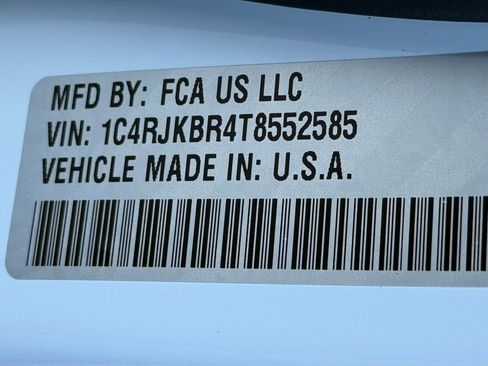 MFD BY: FCA US LLC
VIN: 1C4RJKBR4T8552585
VEHICLE MADE IN: U.S.A.